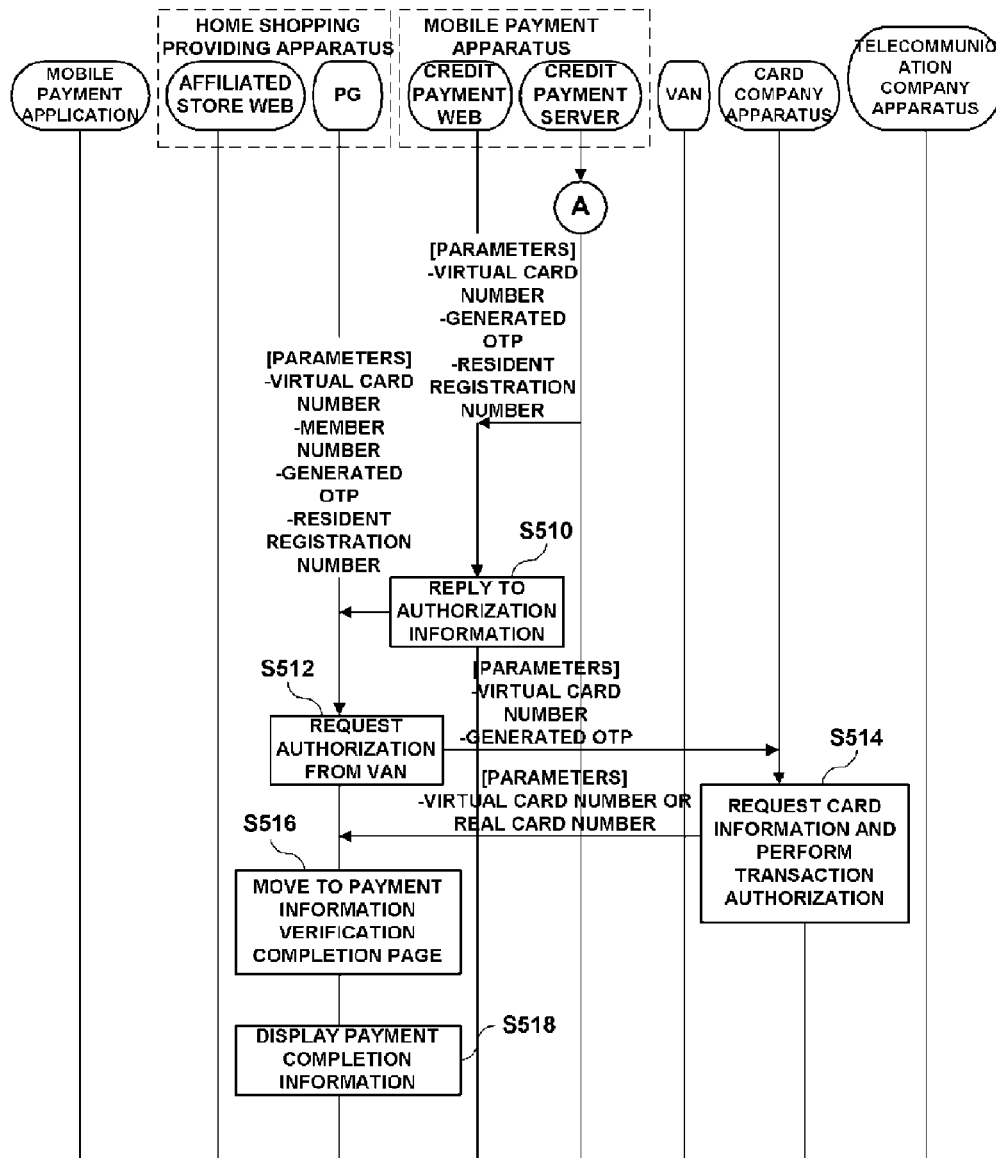 HOME SHOPPING
PROVIDING APPARATUS
MOBILE PAYMENT
APPARATUS
MOBILE
PAYMENT
APPLICATION
AFFILIATED
STORE WEB
PG
CREDIT
PAYMENT
WEB
CREDIT
PAYMENT
SERVER
VAN
CARD
COMPANY
APPARATUS
TELECOMMUNIC
ATION
COMPANY
APPARATUS
A
[PARAMETERS]
-VIRTUAL CARD
NUMBER
-GENERATED
OTP
-RESIDENT
REGISTRATION
NUMBER
[PARAMETERS]
-VIRTUAL CARD
NUMBER
-MEMBER
NUMBER
-GENERATED
OTP
-RESIDENT
REGISTRATION
NUMBER
S510
REPLY TO
AUTHORIZATION
INFORMATION
S512
REQUEST
AUTHORIZATION
FROM VAN
[PARAMETERS]
-VIRTUAL CARD
NUMBER
-GENERATED OTP
S514
REQUEST CARD
INFORMATION AND
PERFORM
TRANSACTION
AUTHORIZATION
[PARAMETERS]
-VIRTUAL CARD NUMBER OR
REAL CARD NUMBER
S516
MOVE TO PAYMENT
INFORMATION
VERIFICATION
COMPLETION PAGE
S518
DISPLAY PAYMENT
COMPLETION
INFORMATION